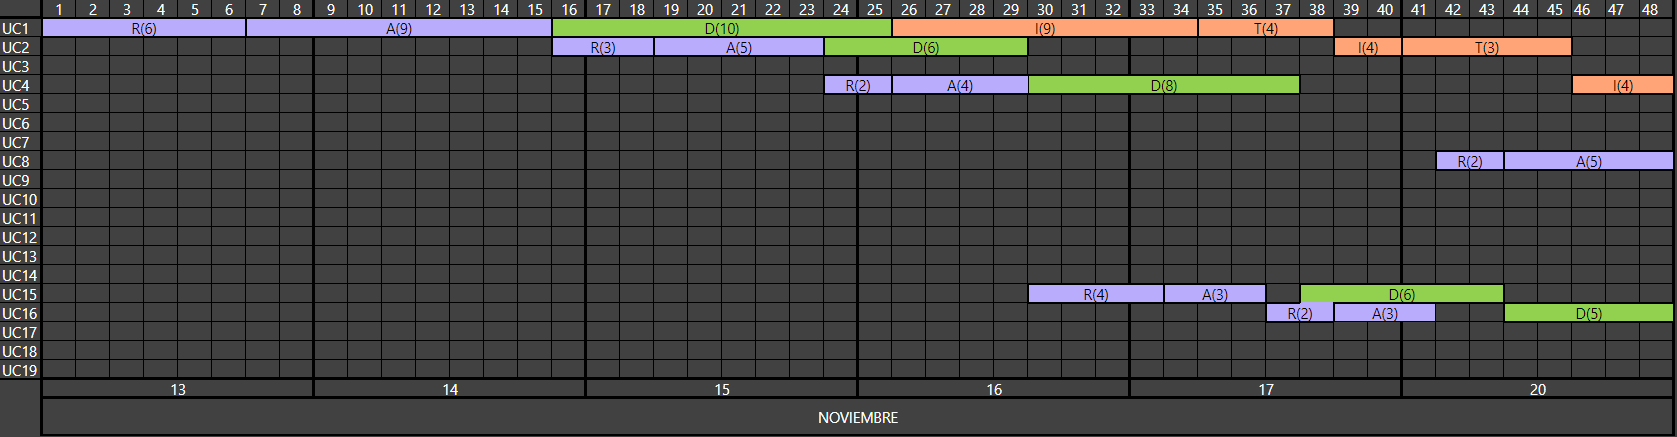 1 2 3 4 5 6 7 8 9 10 11 12 13 14 15 16 17 18 19 20 21 22 23 24 25 26 27 28 29 30 31 32 33 34 35 36 37 38 39 40 41 42 43 44 45 46 47 48
UC1 R(6) A(9) D(10) I(9) T(4)
UC2 R(3) A(5) D(6) I(4) T(3)
UC3
UC4 R(2) A(4) D(8) I(4)
UC5
UC6
UC7
UC8 R(2) A(5)
UC9
UC10
UC11
UC12
UC13
UC14
UC15 R(4) A(3) D(6)
UC16 R(2) A(3) D(5)
UC17
UC18
UC19
13 14 15 16 17 20
NOVIEMBRE